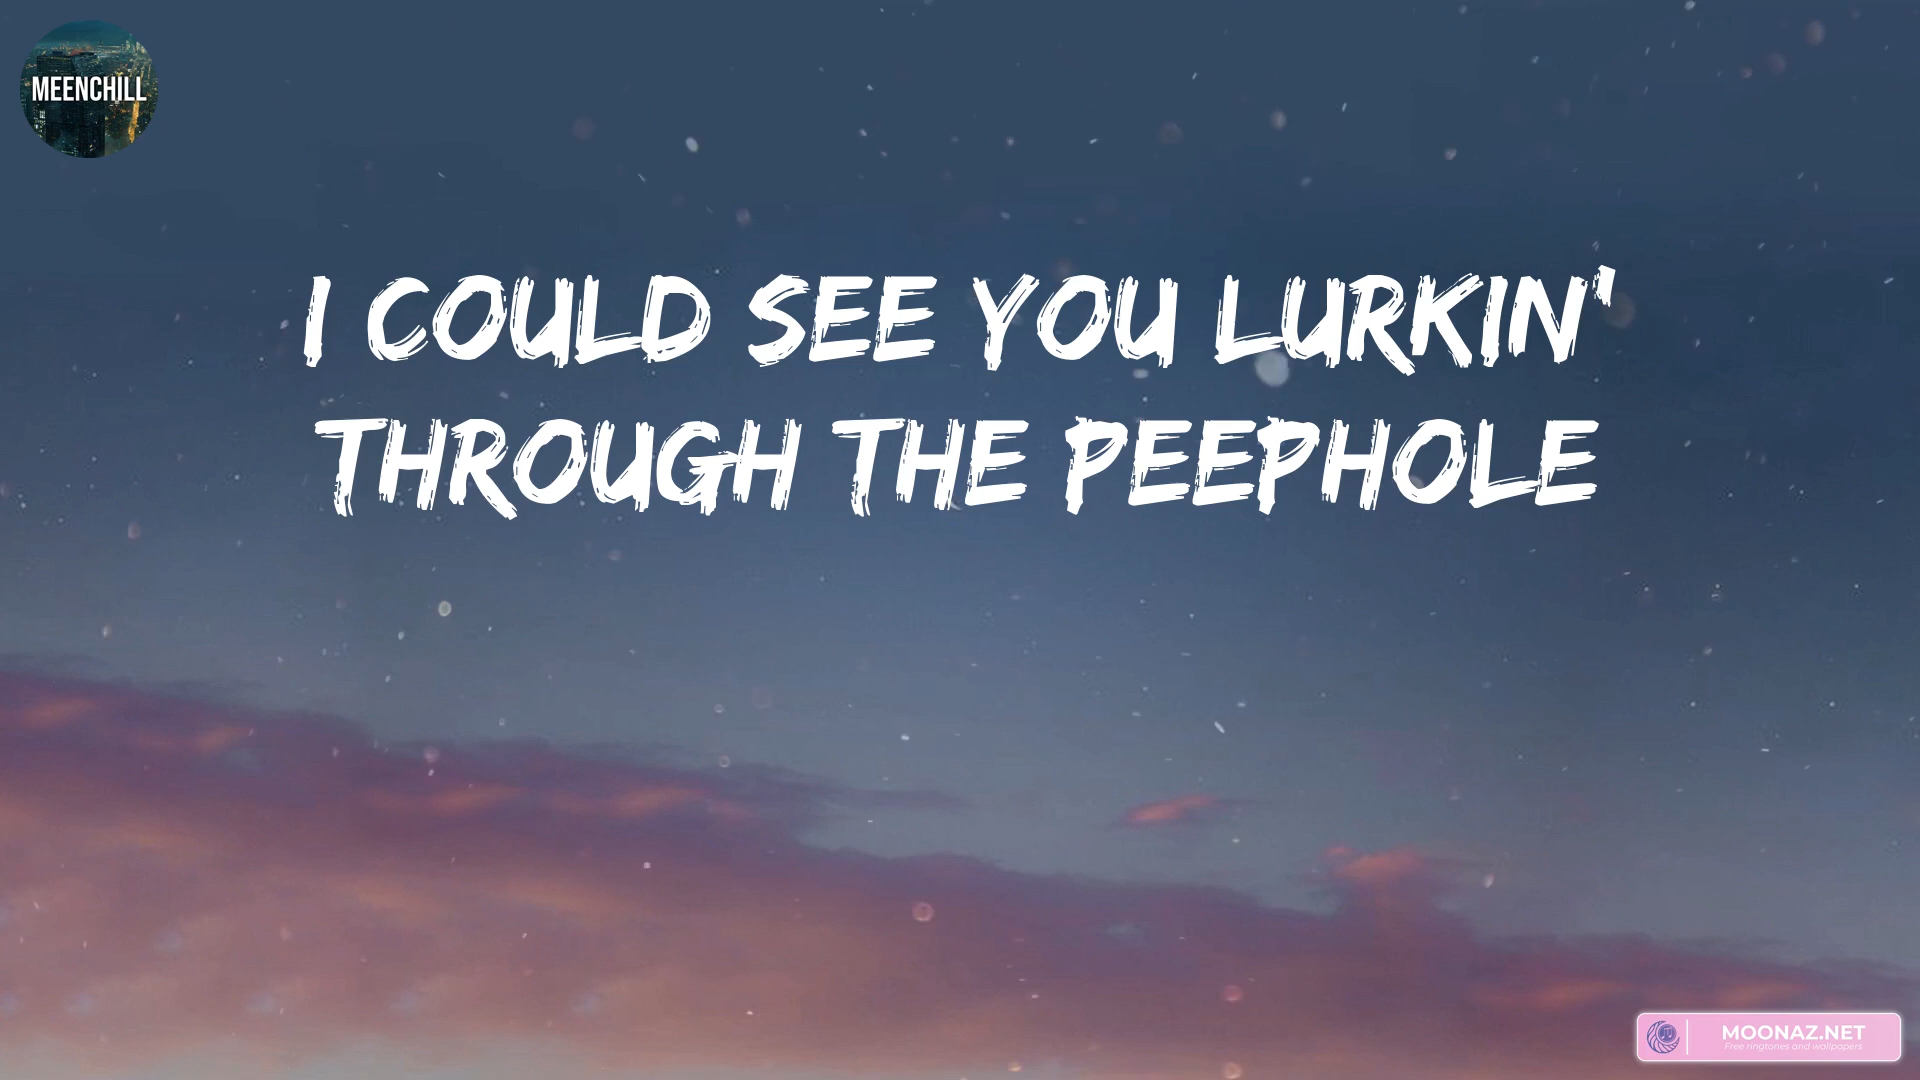 MEENCHILL
I COULD SEE YOU LURKIN'
THROUGH THE PEEPHOLE
MOONAZ.NET
Free ringtones and wallpapers